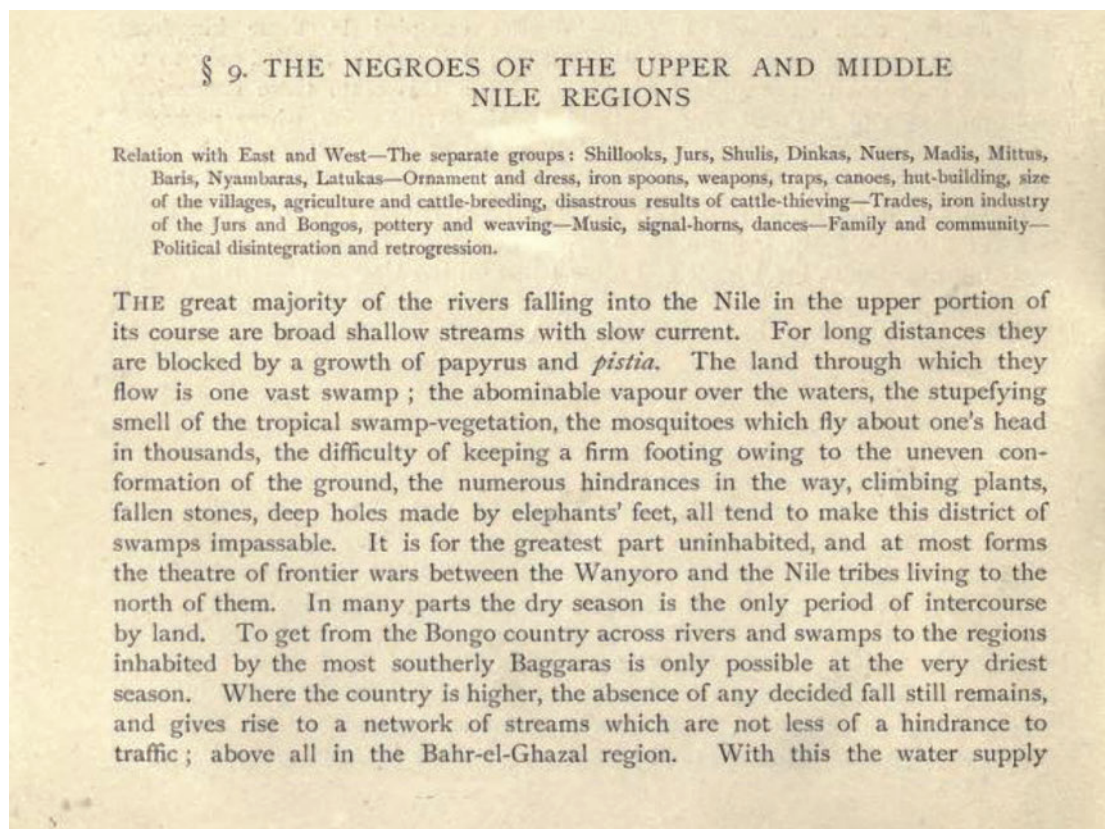 § 9. THE NEGROES OF THE UPPER AND MIDDLE
NILE REGIONS
Relation with East and West—The separate groups: Shillooks, Jurs, Shulis, Dinkas, Nuers, Madis, Mittus,
Baris, Nyambaras, Latukas—Ornament and dress, iron spoons, weapons, traps, canoes, hut-building, size
of the villages, agriculture and cattle-breeding, disastrous results of cattle-thieving—Trades, iron industry
of the Jurs and Bongos, pottery and weaving—Music, signal-horns, dances—Family and community—
Political disintegration and retrogression.
THE great majority of the rivers falling into the Nile in the upper portion of
its course are broad shallow streams with slow current. For long distances they
are blocked by a growth of papyrus and pistia. The land through which they
flow is one vast swamp ; the abominable vapour over the waters, the stupefying
smell of the tropical swamp-vegetation, the mosquitoes which fly about one's head
in thousands, the difficulty of keeping a firm footing owing to the uneven con-
formation of the ground, the numerous hindrances in the way, climbing plants,
fallen stones, deep holes made by elephants' feet, all tend to make this district of
swamps impassable. It is for the greatest part uninhabited, and at most forms
the theatre of frontier wars between the Wanyoro and the Nile tribes living to the
north of them. In many parts the dry season is the only period of intercourse
by land. To get from the Bongo country across rivers and swamps to the regions
inhabited by the most southerly Baggaras is only possible at the very driest
season. Where the country is higher, the absence of any decided fall still remains,
and gives rise to a network of streams which are not less of a hindrance to
traffic ; above all in the Bahr-el-Ghazal region. With this the water supply